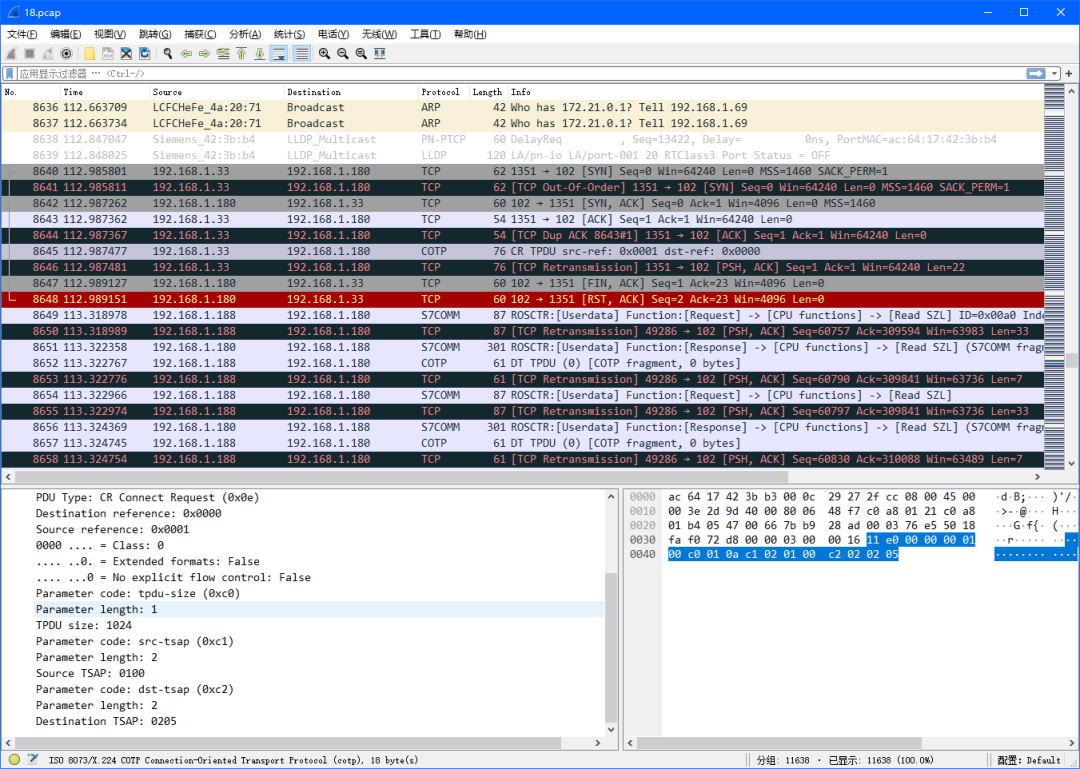 18.pcap
文件(F) 编辑(E) 视图(V) 跳转(G) 捕获(C) 分析(A) 统计(S) 电话(Y) 无线(W) 工具(T) 帮助(H)
应用显示过滤器 … <Ctrl-/>
No. Time Source Destination Protocol Length Info
8636 112.663709 LCFCHeFe_4a:20:71 Broadcast ARP 42 Who has 172.21.0.1? Tell 192.168.1.69
8637 112.663734 LCFCHeFe_4a:20:71 Broadcast ARP 42 Who has 172.21.0.1? Tell 192.168.1.69
8638 112.847047 Siemens_42:3b:b4 LLDP_Multicast PN-PTCP 60 DelayReq , Seq=13422, Delay= 0ns, PortMAC=ac:64:17:42:3b:b4
8639 112.848025 Siemens_42:3b:b4 LLDP_Multicast LLDP 120 LA/pn-io LA/port-001 20 RTClass3 Port Status = OFF
8640 112.985801 192.168.1.33 192.168.1.180 TCP 62 1351 → 102 [SYN] Seq=0 Win=64240 Len=0 MSS=1460 SACK_PERM=1
8641 112.985811 192.168.1.33 192.168.1.180 TCP 62 [TCP Out-Of-Order] 1351 → 102 [SYN] Seq=0 Win=64240 Len=0 MSS=1460 SACK_PERM=1
8642 112.987262 192.168.1.180 192.168.1.33 TCP 60 102 → 1351 [SYN, ACK] Seq=0 Ack=1 Win=4096 Len=0 MSS=1460
8643 112.987362 192.168.1.33 192.168.1.180 TCP 54 1351 → 102 [ACK] Seq=1 Ack=1 Win=64240 Len=0
8644 112.987367 192.168.1.33 192.168.1.180 TCP 54 [TCP Dup ACK 8643#1] 1351 → 102 [ACK] Seq=1 Ack=1 Win=64240 Len=0
8645 112.987477 192.168.1.33 192.168.1.180 COTP 76 CR TPDU src-ref: 0x0001 dst-ref: 0x0000
8646 112.987481 192.168.1.33 192.168.1.180 TCP 76 [TCP Retransmission] 1351 → 102 [PSH, ACK] Seq=1 Ack=1 Win=64240 Len=22
8647 112.989127 192.168.1.180 192.168.1.33 TCP 60 102 → 1351 [FIN, ACK] Seq=1 Ack=23 Win=4096 Len=0
8648 112.989151 192.168.1.180 192.168.1.33 TCP 60 102 → 1351 [RST, ACK] Seq=2 Ack=23 Win=4096 Len=0
8649 113.318978 192.168.1.188 192.168.1.180 S7COMM 87 ROSCTR:[Userdata] Function:[Request] -> [CPU functions] -> [Read SZL] ID=0x00a0 Inde
8650 113.318989 192.168.1.188 192.168.1.180 TCP 87 [TCP Retransmission] 49286 → 102 [PSH, ACK] Seq=60757 Ack=309594 Win=63983 Len=33
8651 113.322358 192.168.1.180 192.168.1.188 S7COMM 301 ROSCTR:[Userdata] Function:[Response] -> [CPU functions] -> [Read SZL] (S7COMM fragm
8652 113.322767 192.168.1.188 192.168.1.180 COTP 61 DT TPDU (0) [COTP fragment, 0 bytes]
8653 113.322776 192.168.1.188 192.168.1.180 TCP 61 [TCP Retransmission] 49286 → 102 [PSH, ACK] Seq=60790 Ack=309841 Win=63736 Len=7
8654 113.322966 192.168.1.188 192.168.1.180 S7COMM 87 ROSCTR:[Userdata] Function:[Request] -> [CPU functions] -> [Read SZL]
8655 113.322974 192.168.1.188 192.168.1.180 TCP 87 [TCP Retransmission] 49286 → 102 [PSH, ACK] Seq=60797 Ack=309841 Win=63736 Len=33
8656 113.324369 192.168.1.180 192.168.1.188 S7COMM 301 ROSCTR:[Userdata] Function:[Response] -> [CPU functions] -> [Read SZL] (S7COMM fragm
8657 113.324745 192.168.1.188 192.168.1.180 COTP 61 DT TPDU (0) [COTP fragment, 0 bytes]
8658 113.324754 192.168.1.188 192.168.1.180 TCP 61 [TCP Retransmission] 49286 → 102 [PSH, ACK] Seq=60830 Ack=310088 Win=63489 Len=7
PDU Type: CR Connect Request (0x0e)
Destination reference: 0x0000
Source reference: 0x0001
0000 .... = Class: 0
.... ..0. = Extended formats: False
.... ...0 = No explicit flow control: False
Parameter code: tpdu-size (0xc0)
Parameter length: 1
TPDU size: 1024
Parameter code: src-tsap (0xc1)
Parameter length: 2
Source TSAP: 0100
Parameter code: dst-tsap (0xc2)
Parameter length: 2
Destination TSAP: 0205
0000 ac 64 17 42 3b b3 00 0c 29 27 2f cc 08 00 45 00 ·d·B;··· )'/···E·
0010 00 3e 2d 9d 40 00 80 06 48 f7 c0 a8 01 21 c0 a8 ·>-·@··· H····!··
0020 01 b4 05 47 00 66 7b b9 28 ad 00 03 76 e5 50 18 ···G·f{· (···v·P·
0030 fa f0 72 d8 00 00 03 00 00 16 11 e0 00 00 00 01 ··r····· ········
0040 00 c0 01 0a c1 02 01 00 c2 02 02 05 ········ ····
ISO 8073/X.224 COTP Connection-Oriented Transport Protocol (cotp), 18 byte(s)
分组: 11638 · 已显示: 11638 (100.0%)
配置: Default